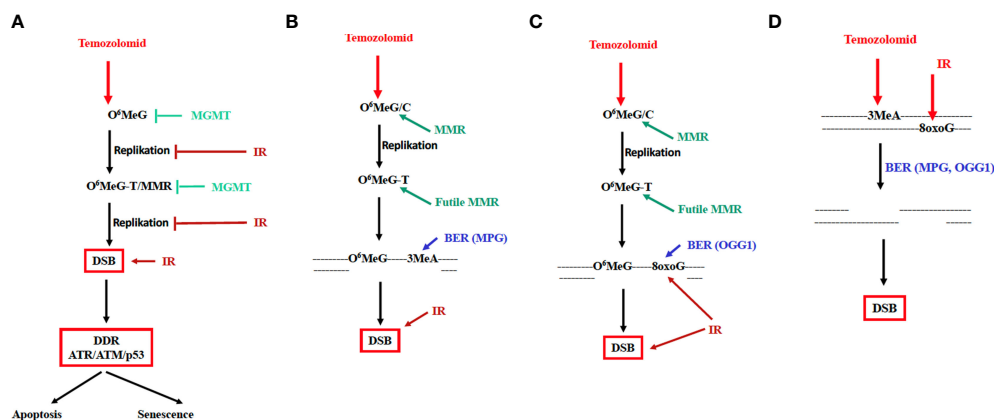 A
Temozolomid
O⁶MeG
MGMT
Replikation
IR
O⁶MeG-T/MMR
MGMT
Replikation
IR
DSB
IR
DDR
ATR/ATM/p53
Apoptosis
Senescence
B
Temozolomid
O⁶MeG/C
MMR
Replikation
O⁶MeG-T
Futile MMR
BER (MPG)
O⁶MeG
3MeA
IR
DSB
C
Temozolomid
O⁶MeG/C
MMR
Replikation
O⁶MeG-T
Futile MMR
BER (OGG1)
O⁶MeG
8oxoG
IR
DSB
D
Temozolomid
IR
3MeA
8oxoG
BER (MPG, OGG1)
DSB